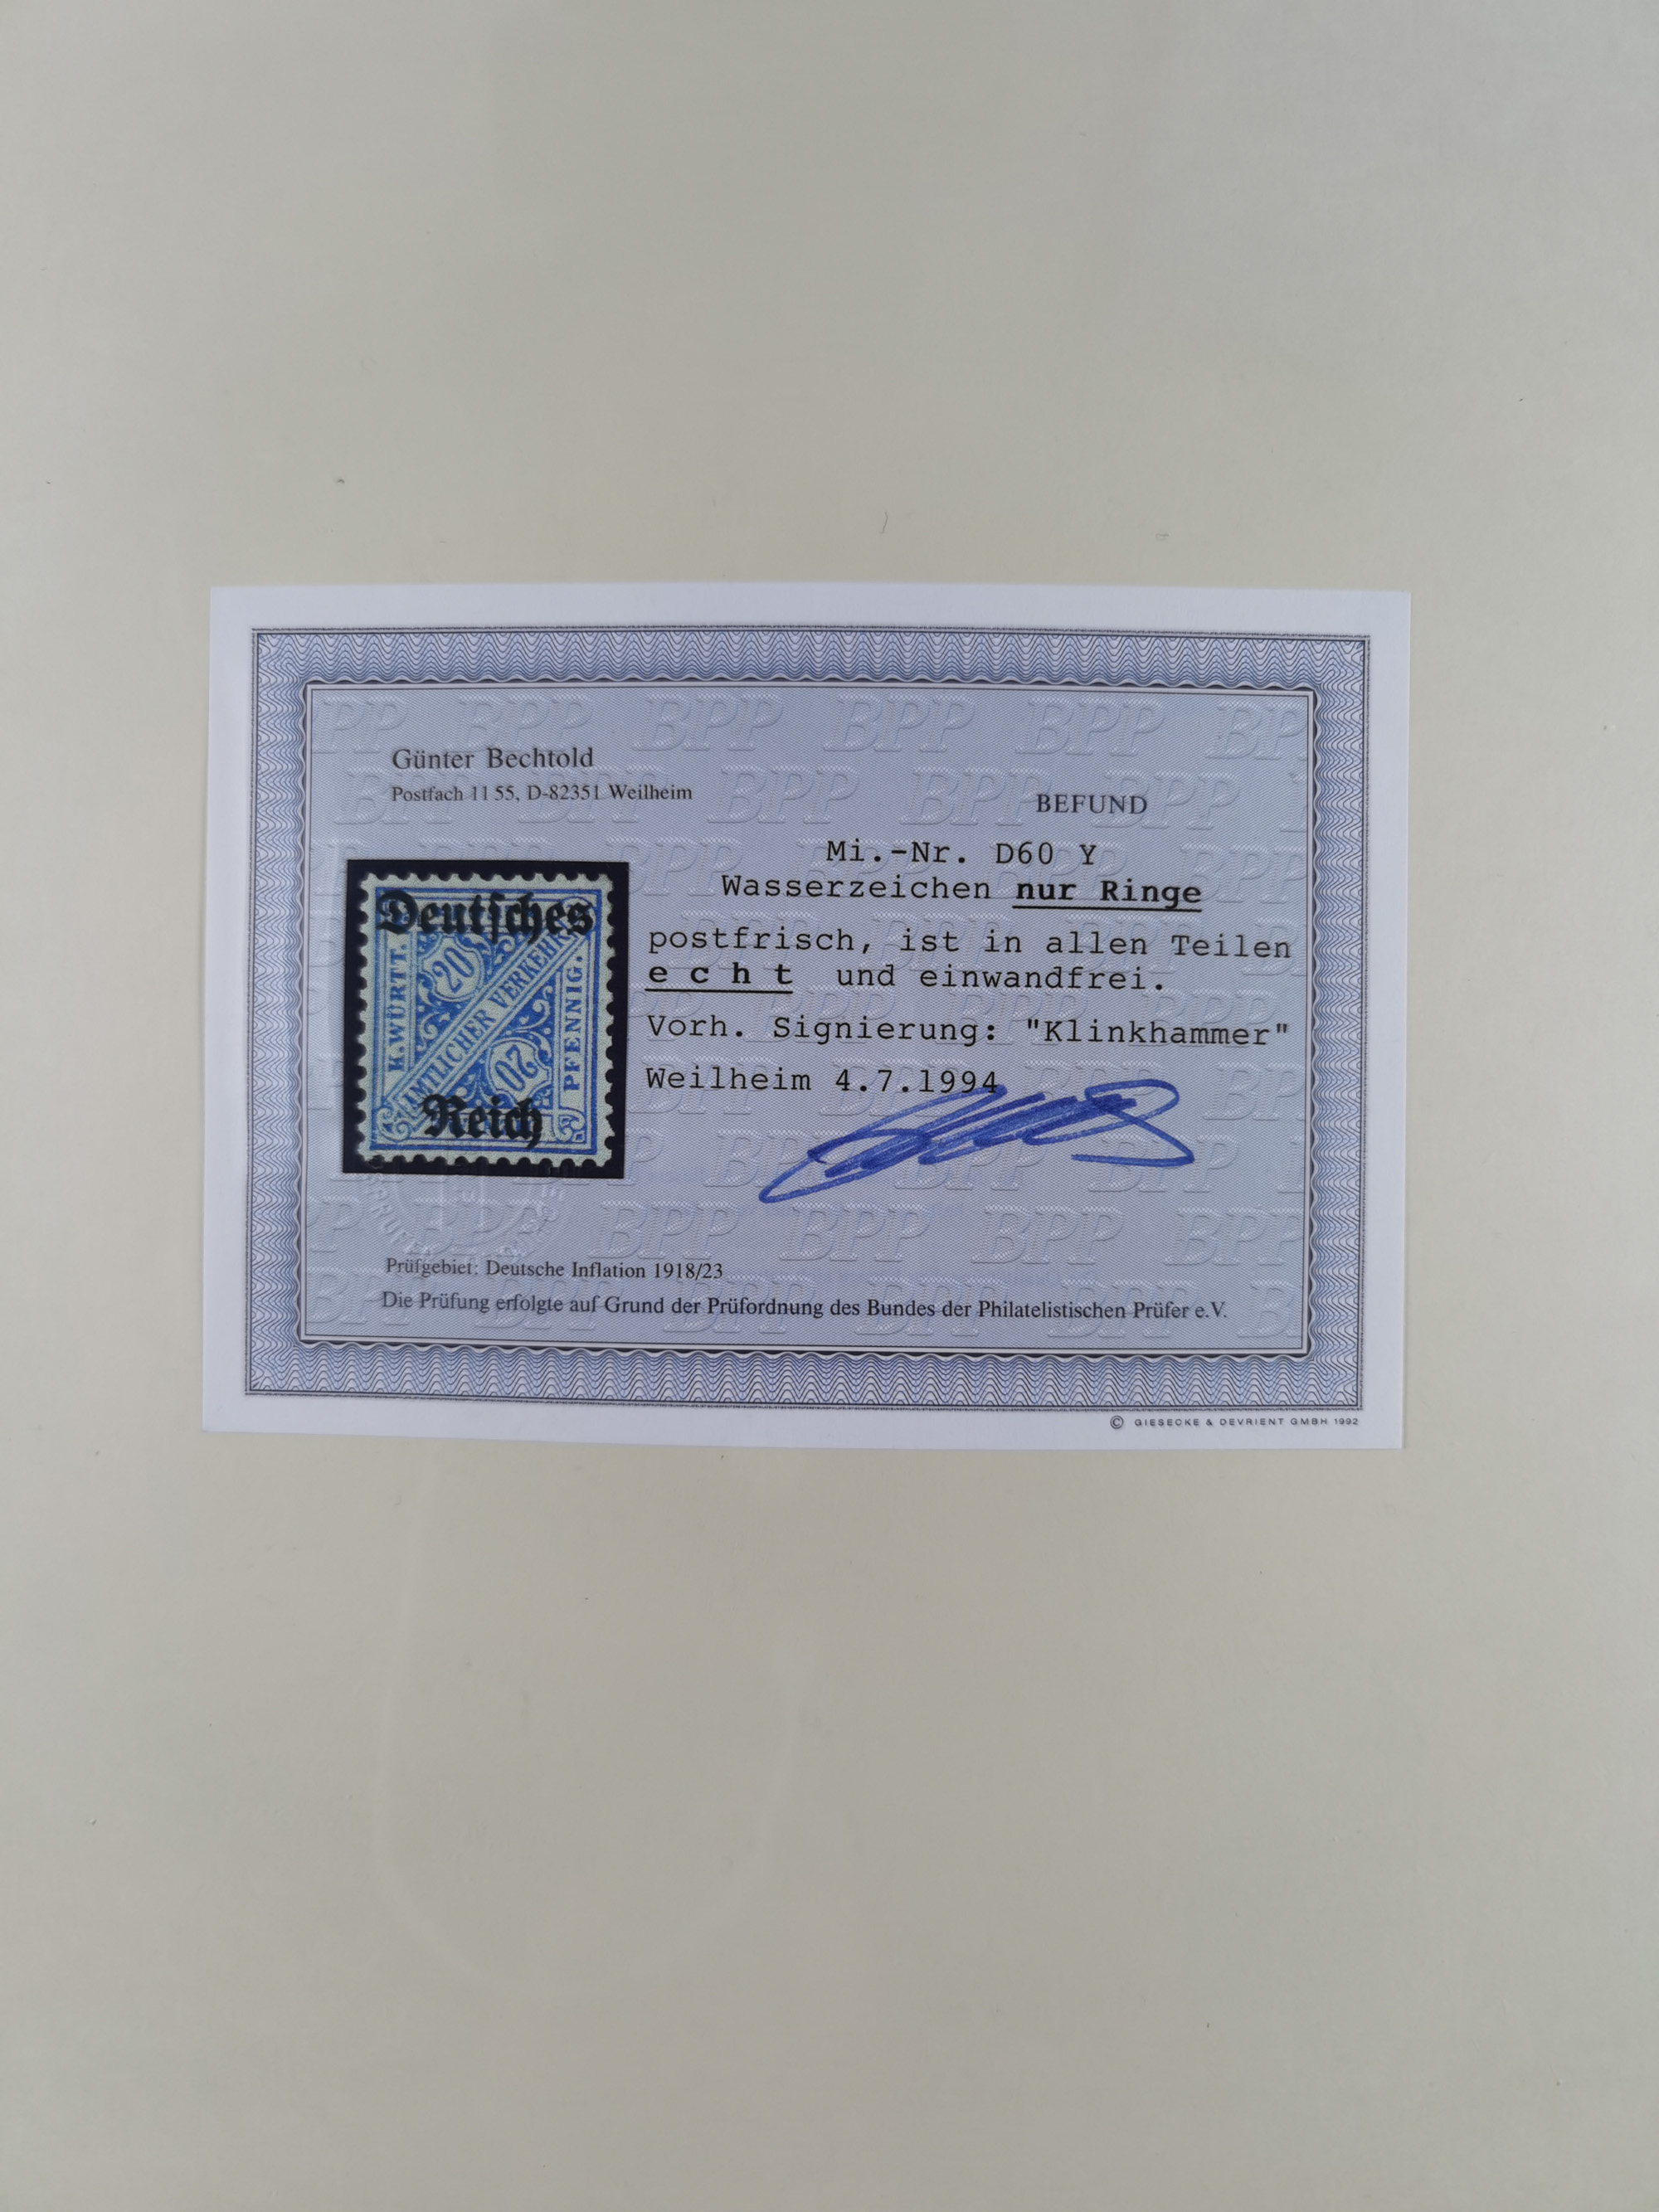 Günter Bechtold
Postfach 11 55, D-82351 Weilheim
BEFUND
Mi.-Nr. D60 Y
Wasserzeichen nur Ringe
postfrisch, ist in allen Teilen
e c h t und einwandfrei.
Vorh. Signierung: "Klinkhammer"
Weilheim 4.7.1994
Deutsches
K.WÜRTT.
20
AMTLICHER VERKEHR
20
PFENNIG.
Reich
Prüfgebiet: Deutsche Inflation 1918/23
Die Prüfung erfolgte auf Grund der Prüfordnung des Bundes der Philatelistischen Prüfer e.V.
© GIESECKE & DEVRIENT GMBH 1992
BPP